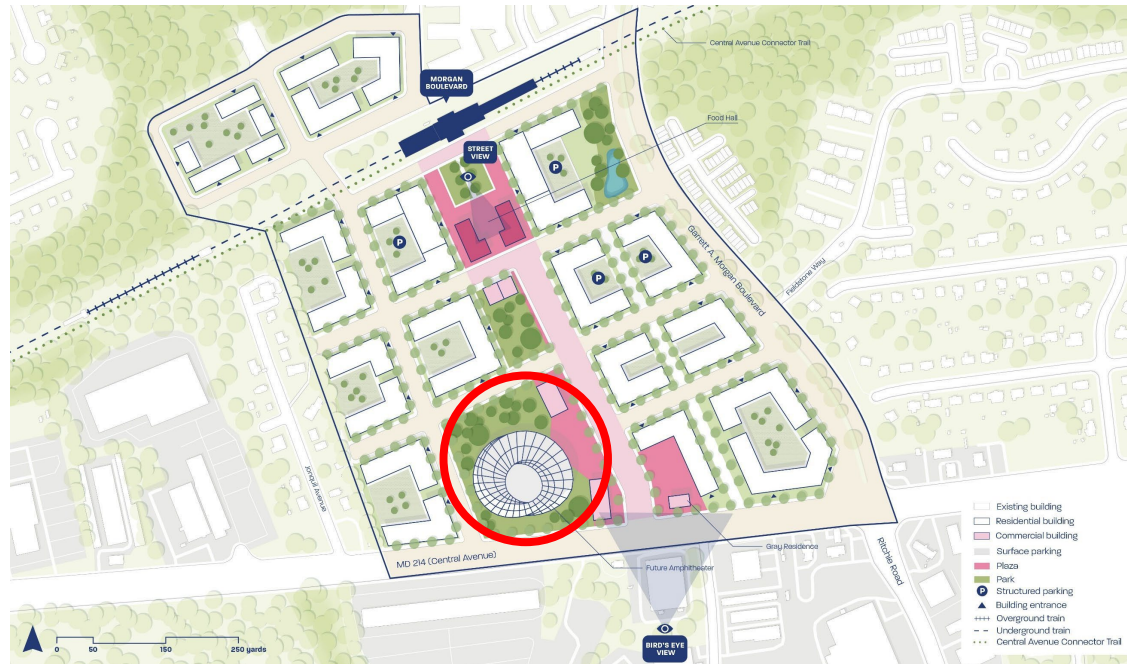 Central Avenue Connector Trail
MORGAN
BOULEVARD
Food Hall
STREET
VIEW
P
P
P
P
Garrett A. Morgan Boulevard
Fieldstone Way
Jonquil Avenue
MD 214 (Central Avenue)
Gray Residence
Future Amphitheater
Ritchie Road
BIRD'S EYE
VIEW
0 50 150 250 yards
Existing building
Residential building
Commercial building
Surface parking
Plaza
Park
P Structured parking
Building entrance
Overground train
Underground train
Central Avenue Connector Trail